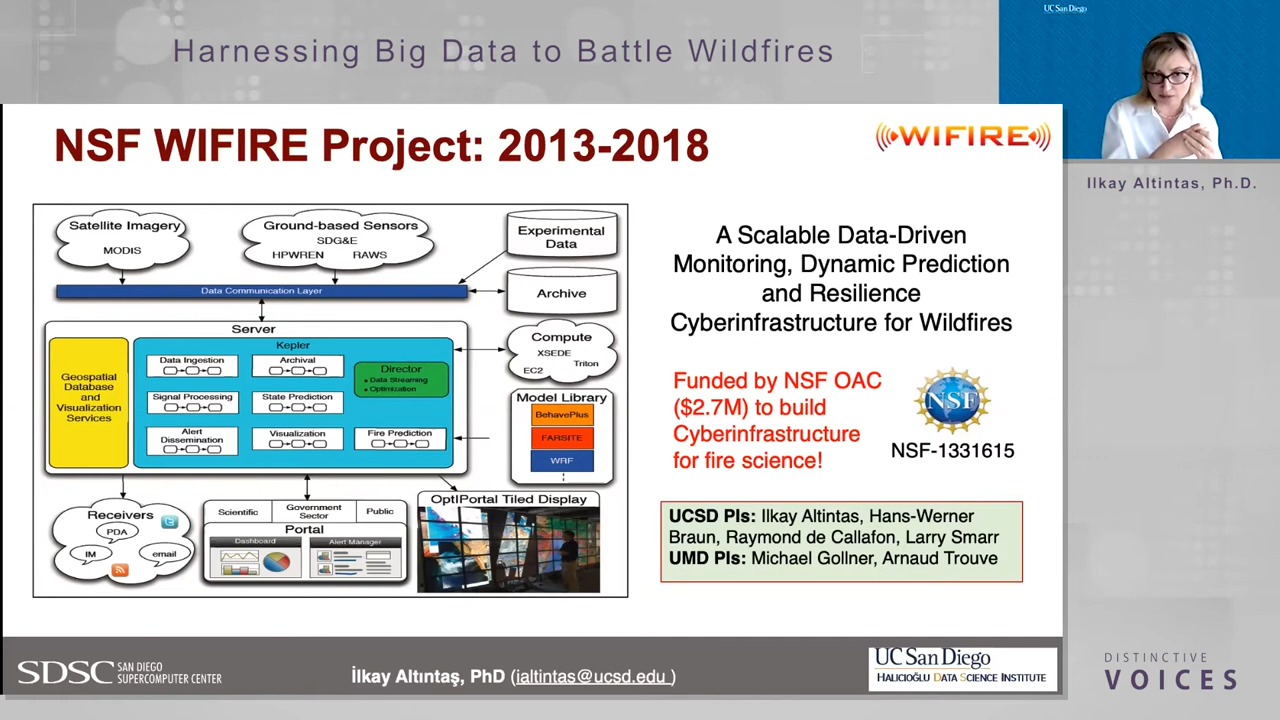 Harnessing Big Data to Battle Wildfires
UC San Diego
NSF WIFIRE Project: 2013-2018
WIFIRE
Ilkay Altintas, Ph.D.
Satellite Imagery
MODIS
Ground-based Sensors
SDG&E
HPWREN RAWS
Experimental
Data
Data Communication Layer
Archive
Server
Kepler
Geospatial
Database
and
Visualization
Services
Data Ingestion
Archival
Director
• Data Streaming
• Optimization
Signal Processing
State Prediction
Alert
Dissemination
Visualization
Fire Prediction
Compute
XSEDE
EC2
Triton
Model Library
BehavePlus
FARSITE
WRF
Receivers
PDA
IM
email
Scientific
Government
Sector
Public
Portal
Dashboard
Alert Manager
OptIPortal Tiled Display
A Scalable Data-Driven
Monitoring, Dynamic Prediction
and Resilience
Cyberinfrastructure for Wildfires
Funded by NSF OAC
($2.7M) to build
Cyberinfrastructure
for fire science!
NSF
NSF-1331615
UCSD PIs: Ilkay Altintas, Hans-Werner
Braun, Raymond de Callafon, Larry Smarr
UMD PIs: Michael Gollner, Arnaud Trouve
SDSC SAN DIEGO
SUPERCOMPUTER CENTER
İlkay Altıntaş, PhD (ialtintas@ucsd.edu )
UC San Diego
HALICIOĞLU DATA SCIENCE INSTITUTE
DISTINCTIVE
VOICES